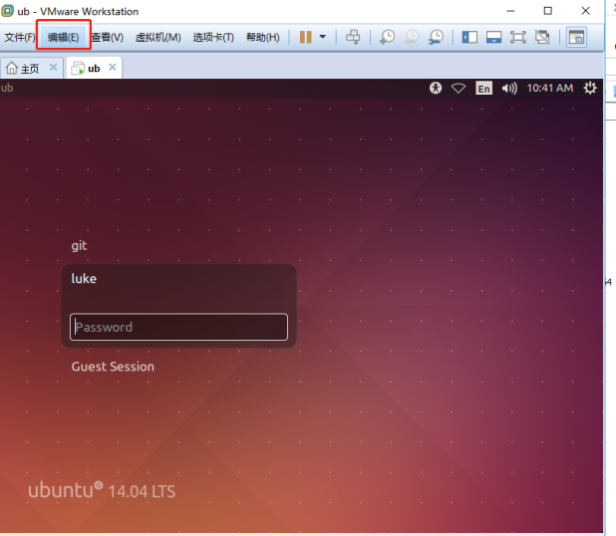 ub - VMware Workstation
文件(F) 编辑(E) 查看(V) 虚拟机(M) 选项卡(T) 帮助(H)
主页 ub
ub En 10:41 AM
git
luke
Password
Guest Session
ubuntu® 14.04 LTS